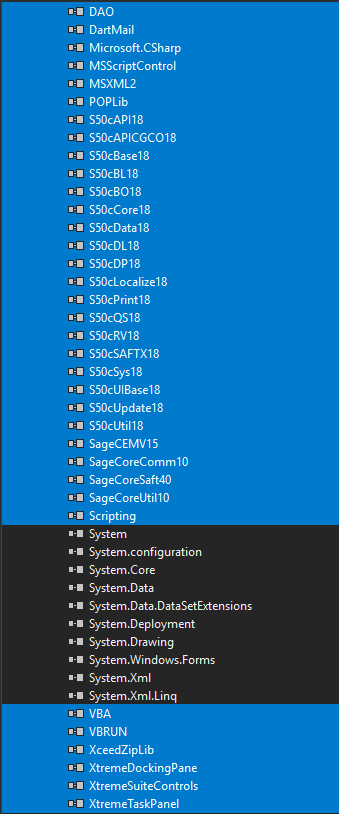 DAO
DartMail
Microsoft.CSharp
MSScriptControl
MSXML2
POPLib
S50cAPI18
S50cAPICGCO18
S50cBase18
S50cBL18
S50cBO18
S50cCore18
S50cData18
S50cDL18
S50cDP18
S50cLocalize18
S50cPrint18
S50cQS18
S50cRV18
S50cSAFTX18
S50cSys18
S50cUIBase18
S50cUpdate18
S50cUtil18
SageCEMV15
SageCoreComm10
SageCoreSaft40
SageCoreUtil10
Scripting
System
System.configuration
System.Core
System.Data
System.Data.DataSetExtensions
System.Deployment
System.Drawing
System.Windows.Forms
System.Xml
System.Xml.Linq
VBA
VBRUN
XceedZipLib
XtremeDockingPane
XtremeSuiteControls
XtremeTaskPanel